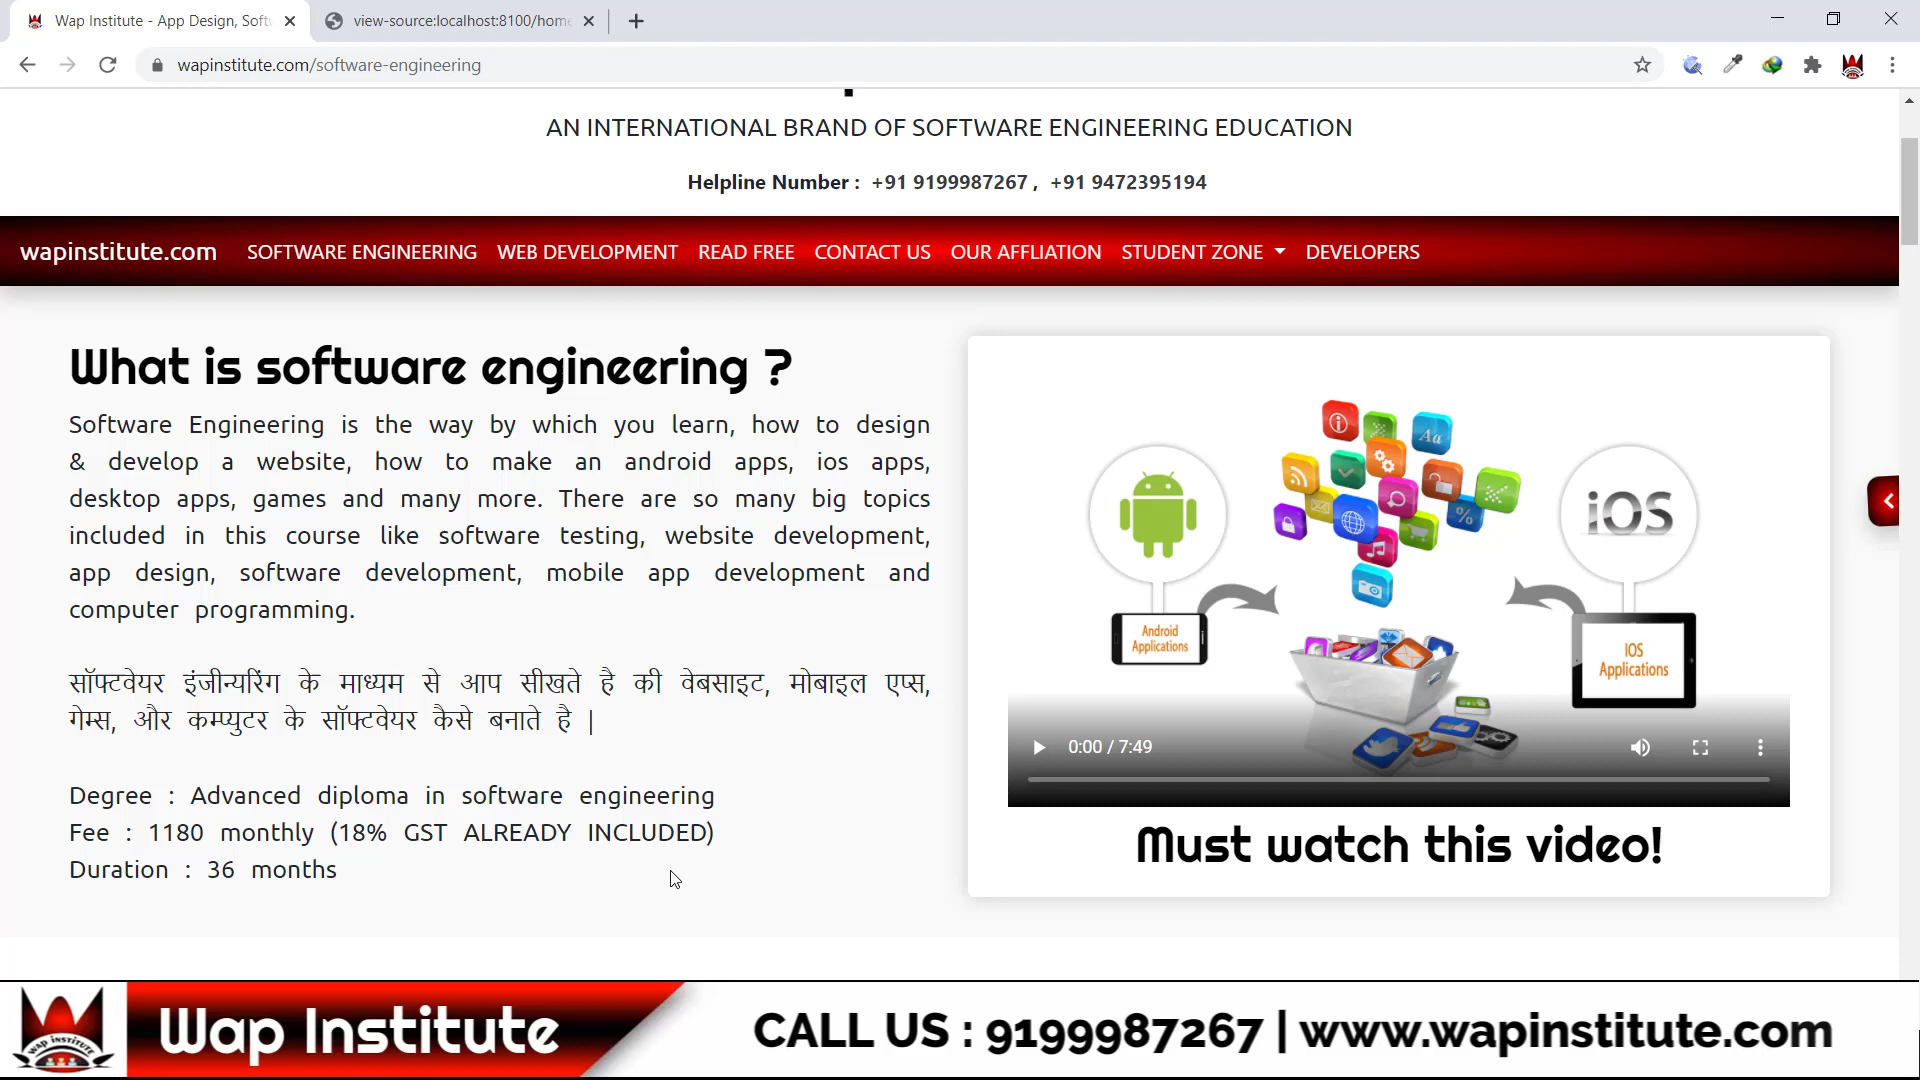 Wap Institute - App Design, Softw
view-source:localhost:8100/home
wapinstitute.com/software-engineering
AN INTERNATIONAL BRAND OF SOFTWARE ENGINEERING EDUCATION
Helpline Number : +91 9199987267 , +91 9472395194
wapinstitute.com SOFTWARE ENGINEERING WEB DEVELOPMENT READ FREE CONTACT US OUR AFFLIATION STUDENT ZONE DEVELOPERS
What is software engineering ?
Software Engineering is the way by which you learn, how to design
& develop a website, how to make an android apps, ios apps,
desktop apps, games and many more. There are so many big topics
included in this course like software testing, website development,
app design, software development, mobile app development and
computer programming.
सॉफ्टवेयर इंजीन्यरिंग के माध्यम से आप सीखते है की वेबसाइट, मोबाइल एप्स,
गेम्स, और कम्प्युटर के सॉफ्टवेयर कैसे बनाते है |
Degree : Advanced diploma in software engineering
Fee : 1180 monthly (18% GST ALREADY INCLUDED)
Duration : 36 months
Aa
%
iOS
Android
Applications
IOS
Applications
0:00 / 7:49
Must watch this video!
WAP INSTITUTE
Wap Institute
CALL US : 9199987267 | www.wapinstitute.com